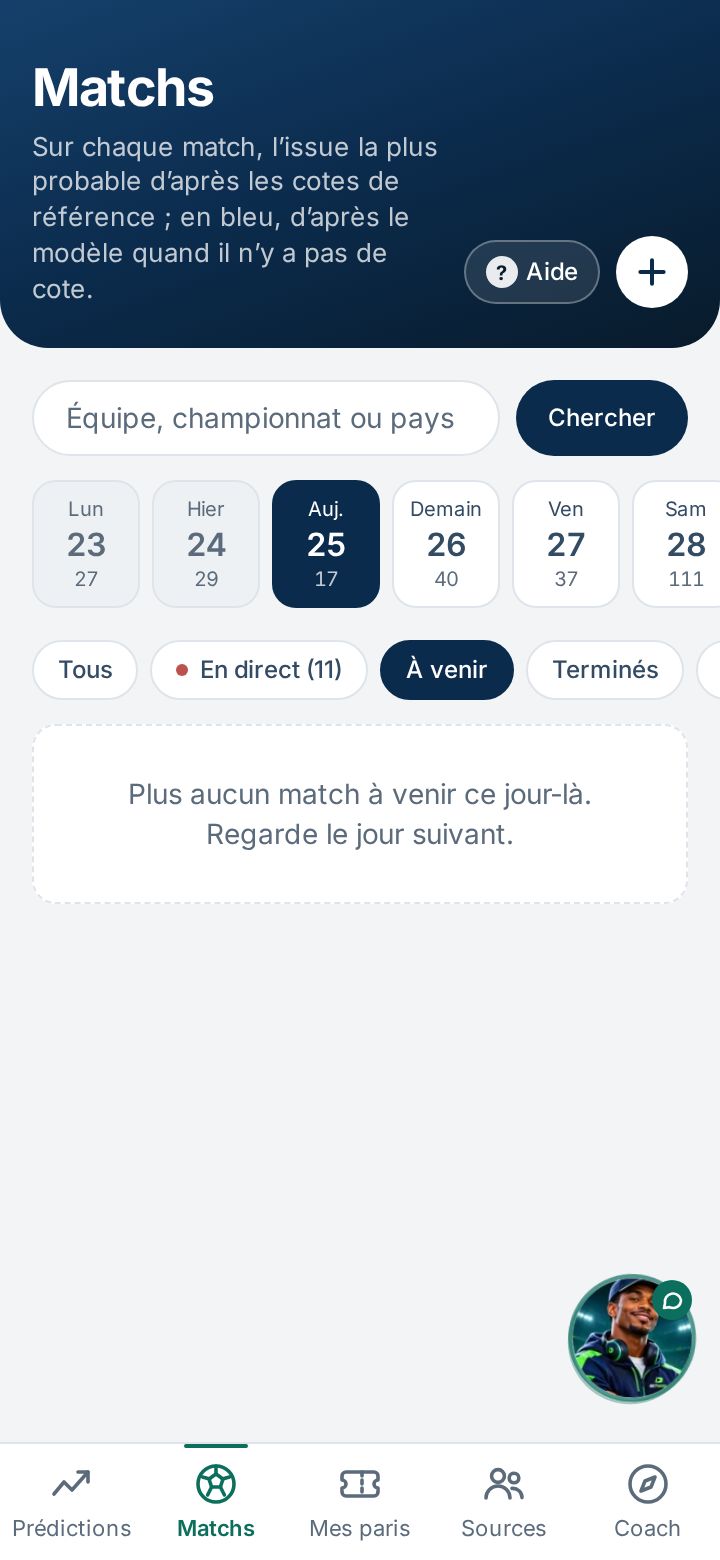 Matchs
Sur chaque match, l’issue la plus
probable d’après les cotes de
référence ; en bleu, d’après le
modèle quand il n’y a pas de
cote.
? Aide
Équipe, championnat ou pays
Chercher
Lun
23
27
Hier
24
29
Auj.
25
17
Demain
26
40
Ven
27
37
Sam
28
111
Tous
En direct (11)
À venir
Terminés
Plus aucun match à venir ce jour-là.
Regarde le jour suivant.
Prédictions
Matchs
Mes paris
Sources
Coach